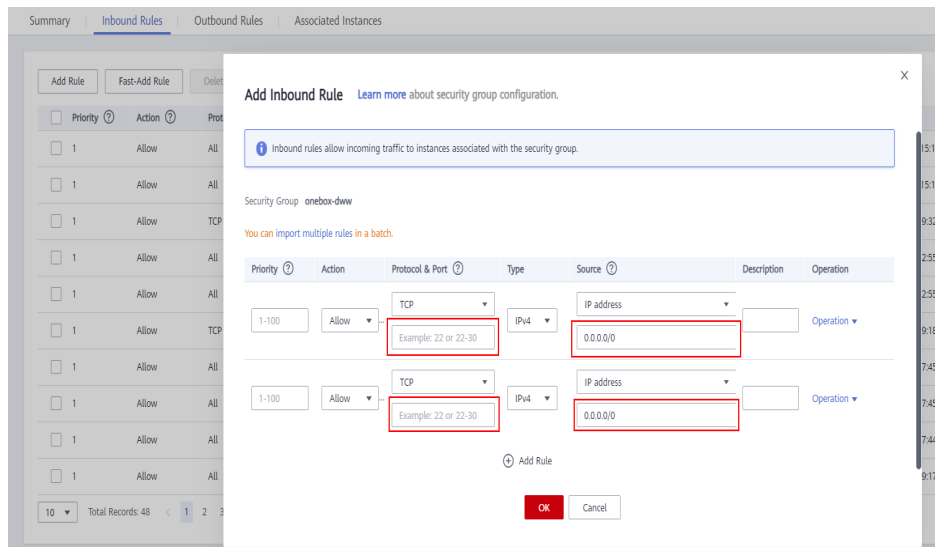 Summary Inbound Rules Outbound Rules Associated Instances
Add Rule Fast-Add Rule
Add Inbound Rule Learn more about security group configuration.
Priority Action
Inbound rules allow incoming traffic to instances associated with the security group.
1 Allow All
1 Allow All
Security Group onebox-dww
1 Allow TCP
You can import multiple rules in a batch.
1 Allow All
Priority Action Protocol & Port Type Source Description Operation
1 Allow All
TCP IP address
1-100 Allow IPv4 Operation
1 Allow TCP
Example: 22 or 22-30 0.0.0.0/0
1 Allow All
TCP IP address
1 Allow All
1-100 Allow IPv4 Operation
Example: 22 or 22-30 0.0.0.0/0
1 Allow All
Add Rule
1 Allow All
10 Total Records: 48 < 1 2
OK Cancel